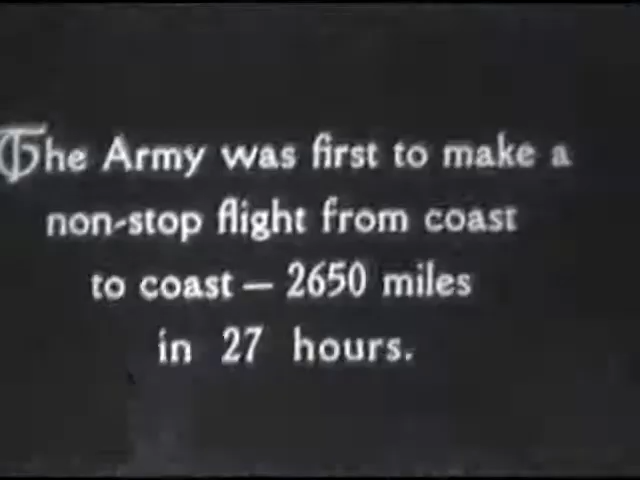 The Army was first to make a
non-stop flight from coast
to coast — 2650 miles
in 27 hours.